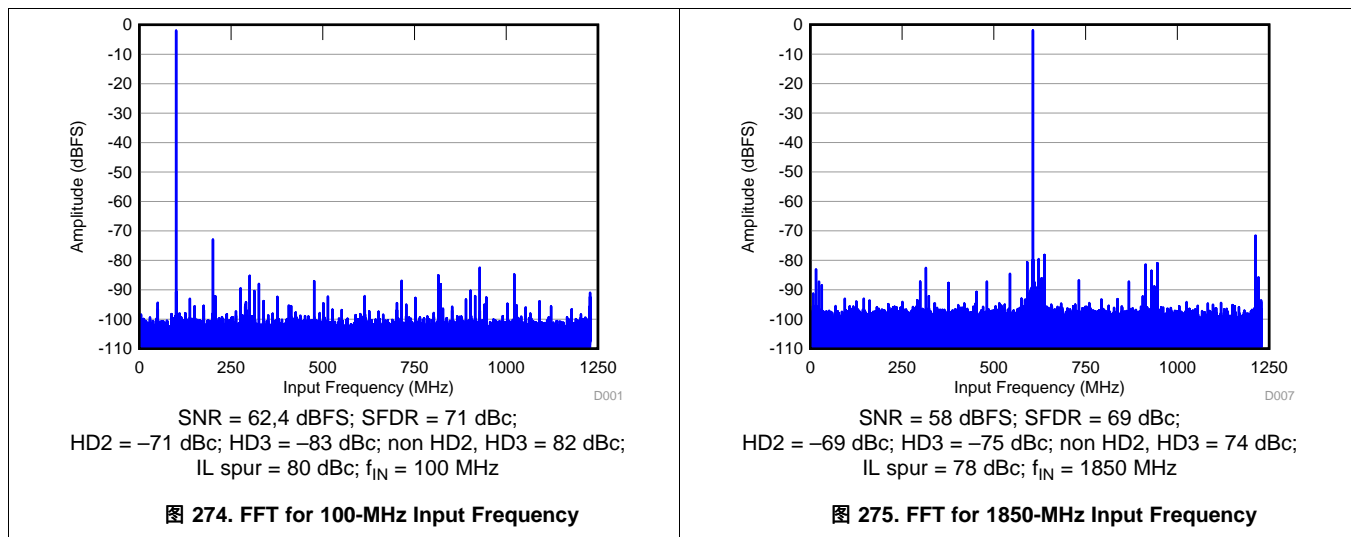 0
-10
-20
-30
-40
-50
-60
-70
-80
-90
-100
-110
Amplitude (dBFS)
0 250 500 750 1000 1250
Input Frequency (MHz)
D001
SNR = 62,4 dBFS; SFDR = 71 dBc;
HD2 = –71 dBc; HD3 = –83 dBc; non HD2, HD3 = 82 dBc;
IL spur = 80 dBc; fIN = 100 MHz
图 274. FFT for 100-MHz Input Frequency
0
-10
-20
-30
-40
-50
-60
-70
-80
-90
-100
-110
Amplitude (dBFS)
0 250 500 750 1000 1250
Input Frequency (MHz)
D007
SNR = 58 dBFS; SFDR = 69 dBc;
HD2 = –69 dBc; HD3 = –75 dBc; non HD2, HD3 = 74 dBc;
IL spur = 78 dBc; fIN = 1850 MHz
图 275. FFT for 1850-MHz Input Frequency